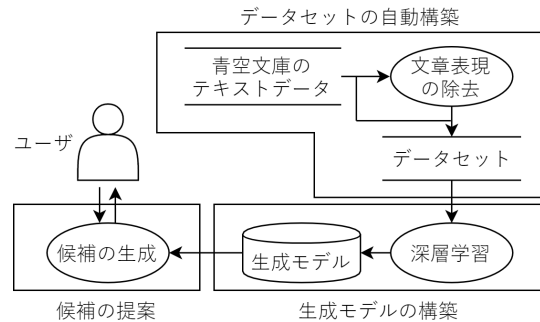 データセットの自動構築
青空文庫の
テキストデータ
文章表現
の除去
ユーザ
データセット
候補の生成
生成モデル
深層学習
候補の提案
生成モデルの構築